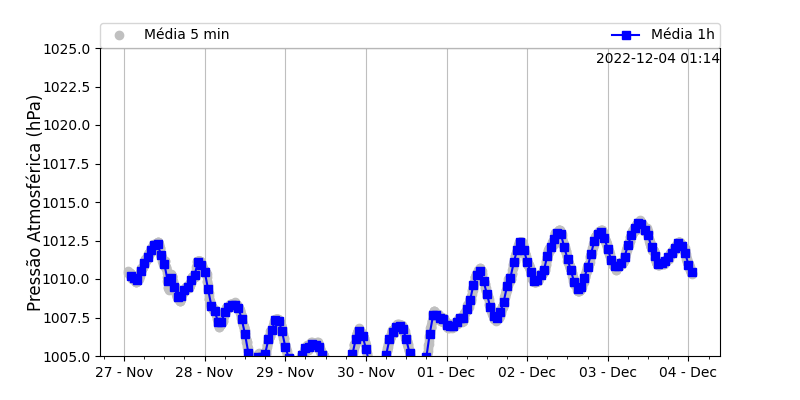 Média 5 min
Média 1h
2022-12-04 01:14
Pressão Atmosférica (hPa)
1025.0
1022.5
1020.0
1017.5
1015.0
1012.5
1010.0
1007.5
1005.0
27 - Nov
28 - Nov
29 - Nov
30 - Nov
01 - Dec
02 - Dec
03 - Dec
04 - Dec